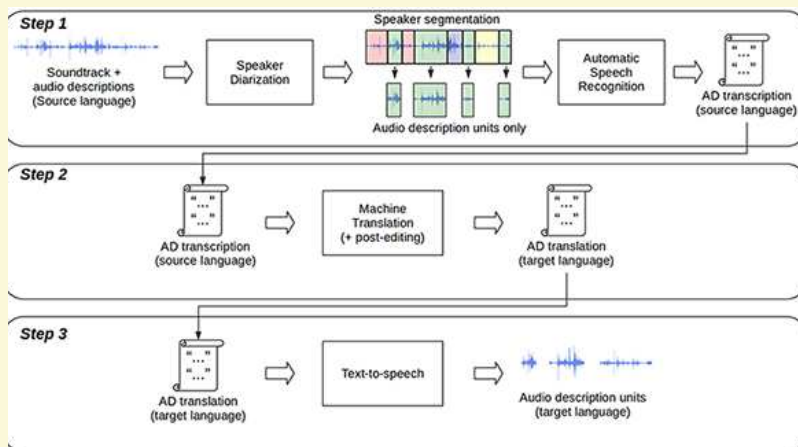 Step 1
Speaker segmentation
Soundtrack +
audio descriptions
(Source language)
Speaker
Diarization
Audio description units only
Automatic
Speech
Recognition
“ ”
...
“ ”
...
AD transcription
(source language)
Step 2
“ ”
...
“ ”
...
AD transcription
(source language)
Machine
Translation
(+ post-editing)
“ ”
...
“ ”
...
AD translation
(target language)
Step 3
“ ”
...
“ ”
...
AD translation
(target language)
Text-to-speech
Audio description units
(target language)